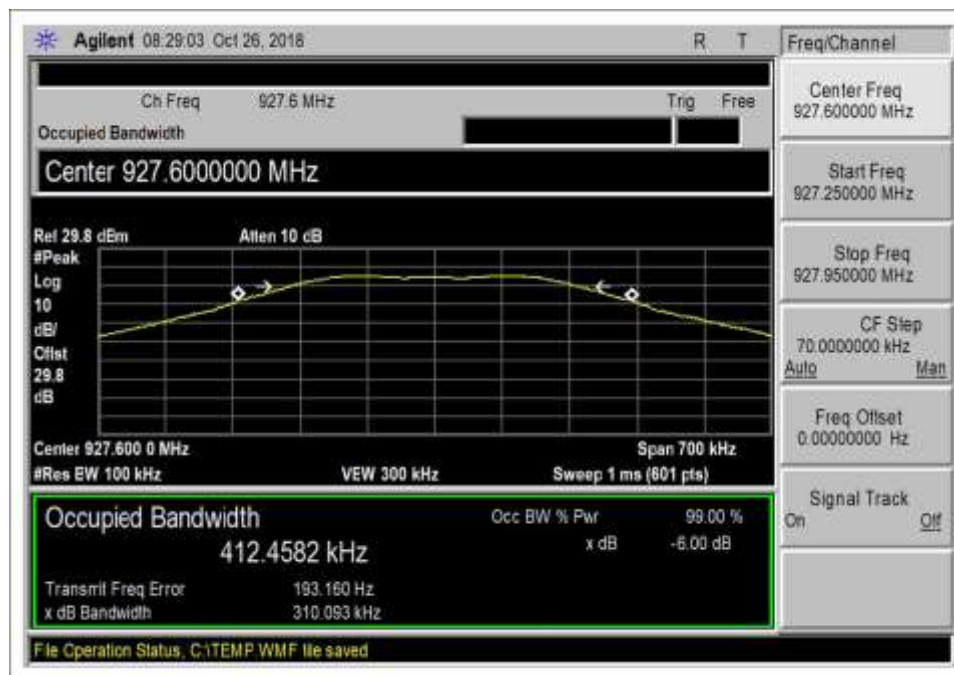 Agilent 08:29:03 Oct 26, 2018 R T
Freq/Channel
Ch Freq 927.6 MHz Trig Free
Occupied Bandwidth
Center 927.6000000 MHz
Ref 29.8 dBm Atten 10 dB
#Peak
Log
10
dB/
Offst
29.8
dB
Center 927.600 0 MHz Span 700 kHz
#Res BW 100 kHz VBW 300 kHz Sweep 1 ms (601 pts)
Occupied Bandwidth Occ BW % Pwr 99.00 %
412.4582 kHz x dB -6.00 dB
Transmit Freq Error 193.160 Hz
x dB Bandwidth 310.093 kHz
File Operation Status, C:\TEMP.WMF file saved
Center Freq
927.600000 MHz
Start Freq
927.250000 MHz
Stop Freq
927.950000 MHz
CF Step
70.0000000 kHz
Auto Man
Freq Offset
0.00000000 Hz
Signal Track
On Off